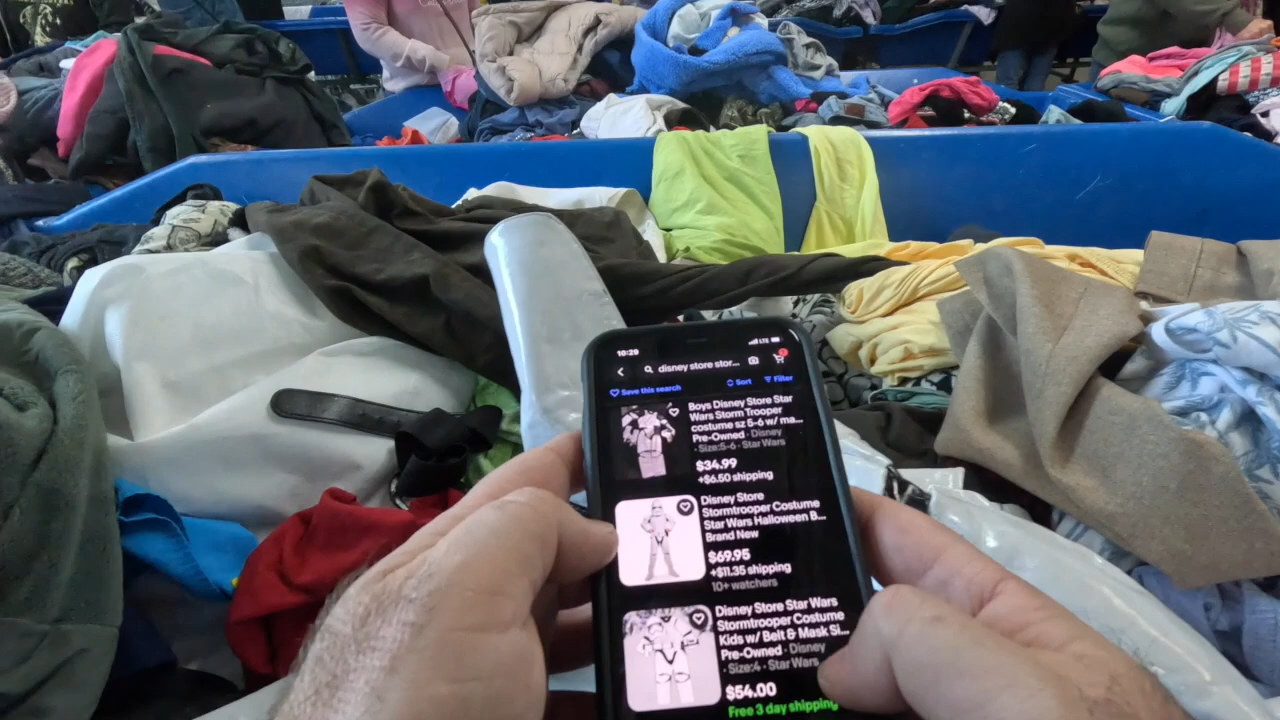 10:29
LTE
disney store stor...
Save this search
Sort
Filter
Boys Disney Store Star
Wars Storm Trooper
costume sz 5-6 w/ ma...
Pre-Owned · Disney
· Size:5-6 · Star Wars
$34.99
+$6.50 shipping
Disney Store
Stormtrooper Costume
Star Wars Halloween B...
Brand New
$69.95
+$11.35 shipping
10+ watchers
Disney Store Star Wars
Stormtrooper Costume
Kids w/ Belt & Mask Si...
Pre-Owned · Disney
· Size:4 · Star Wars
$54.00
Free 3 day shipping